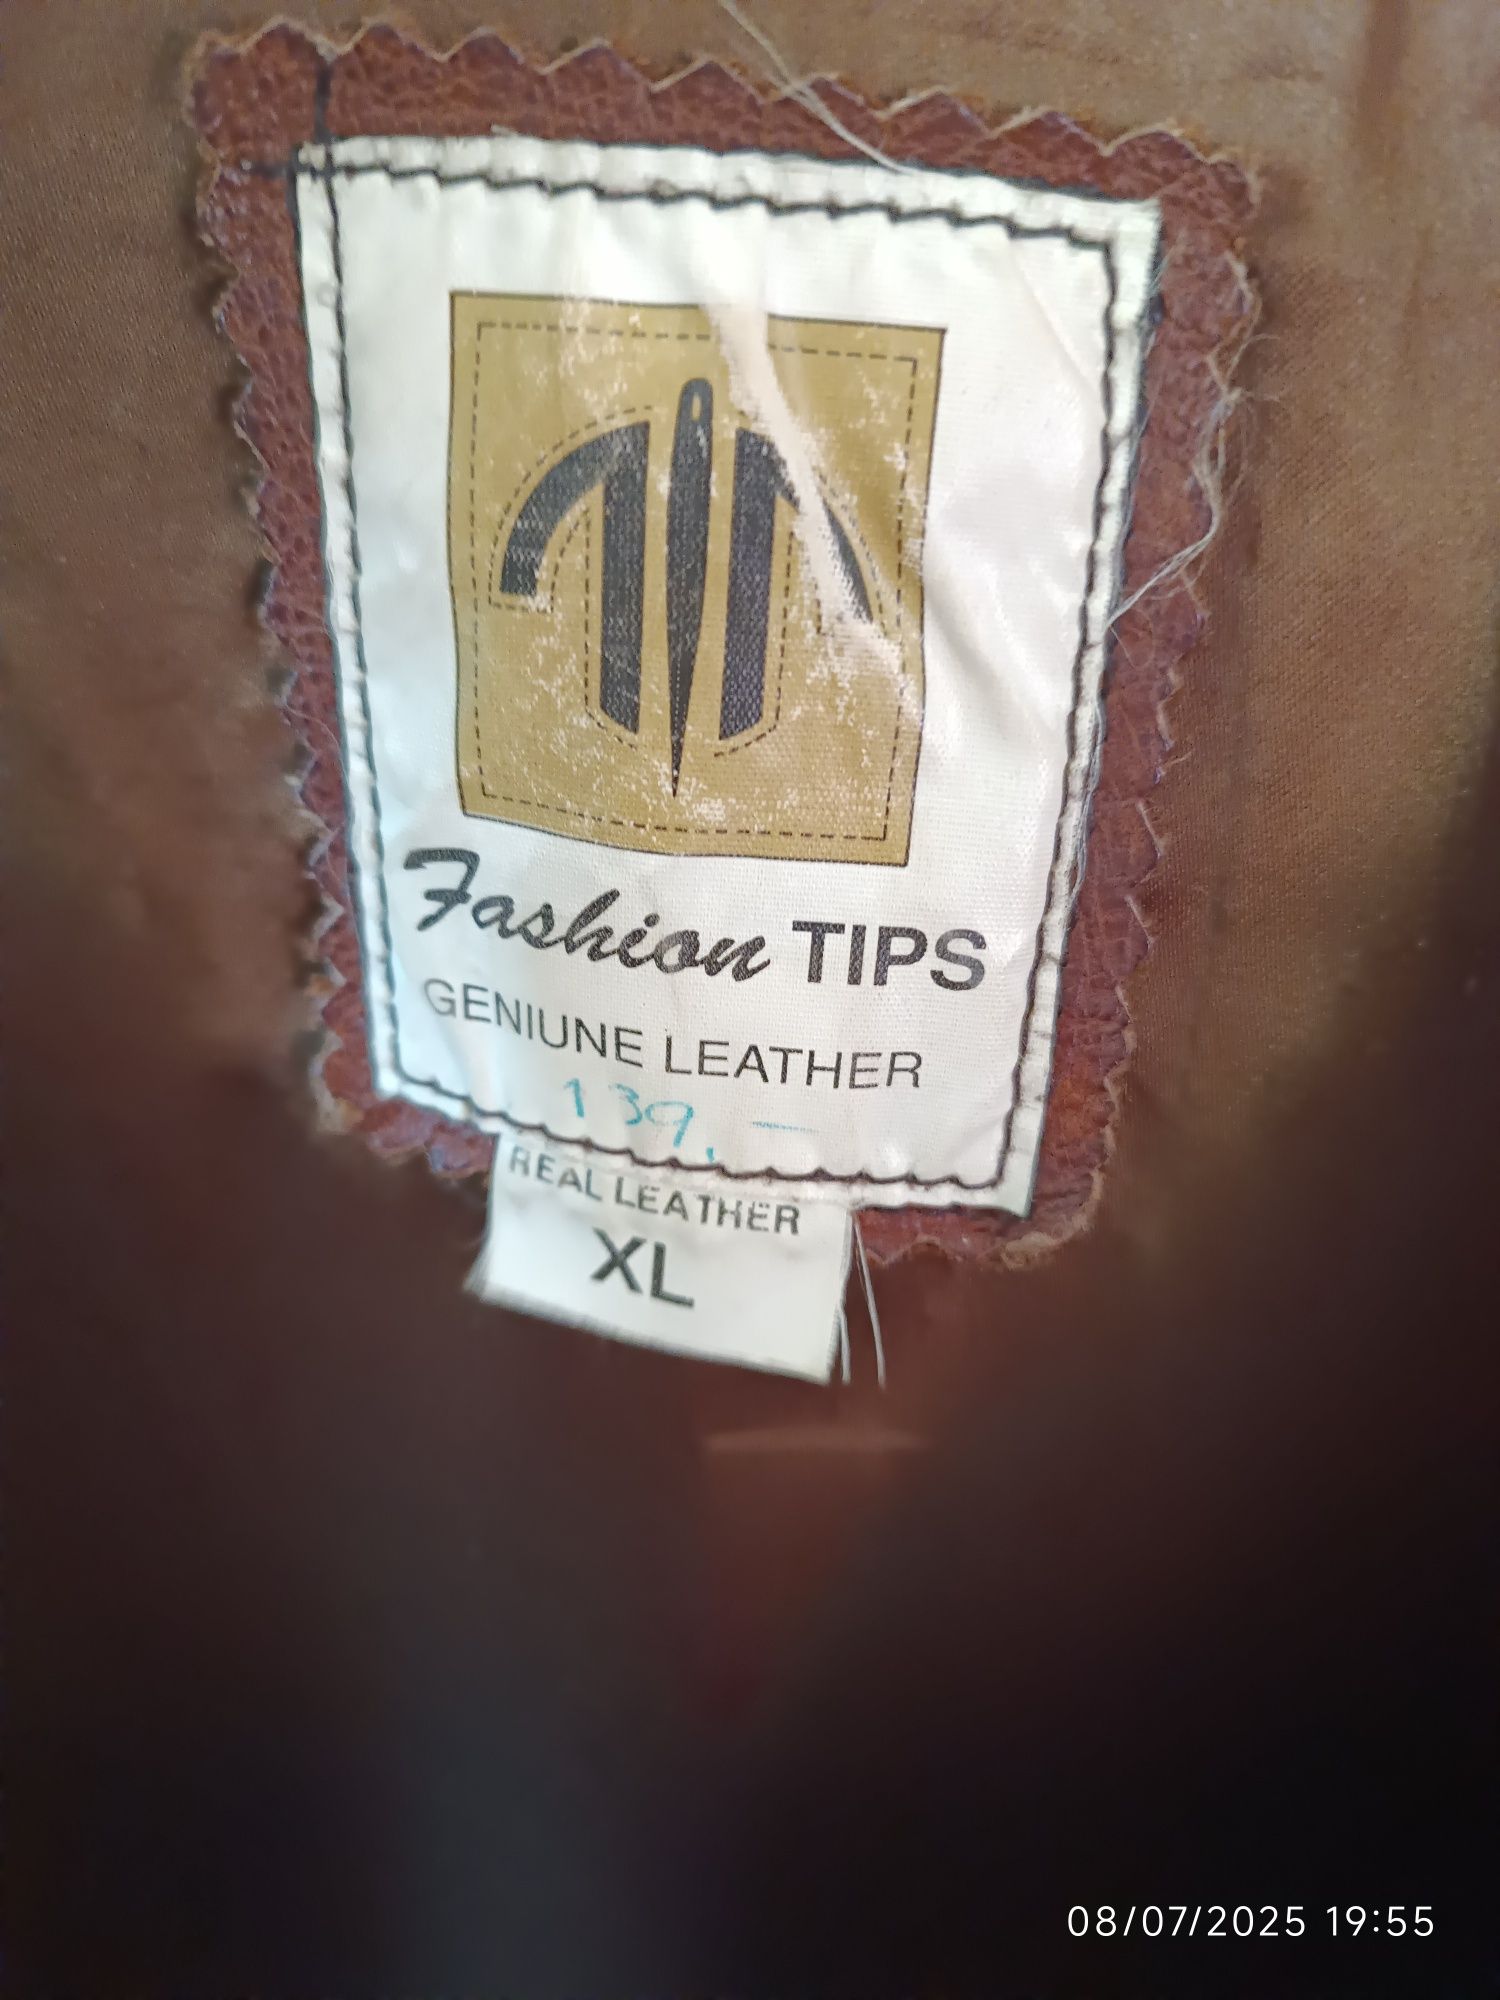 Fashion TIPS
GENIUNE LEATHER
139.-
REAL LEATHER
XL
08/07/2025 19:55